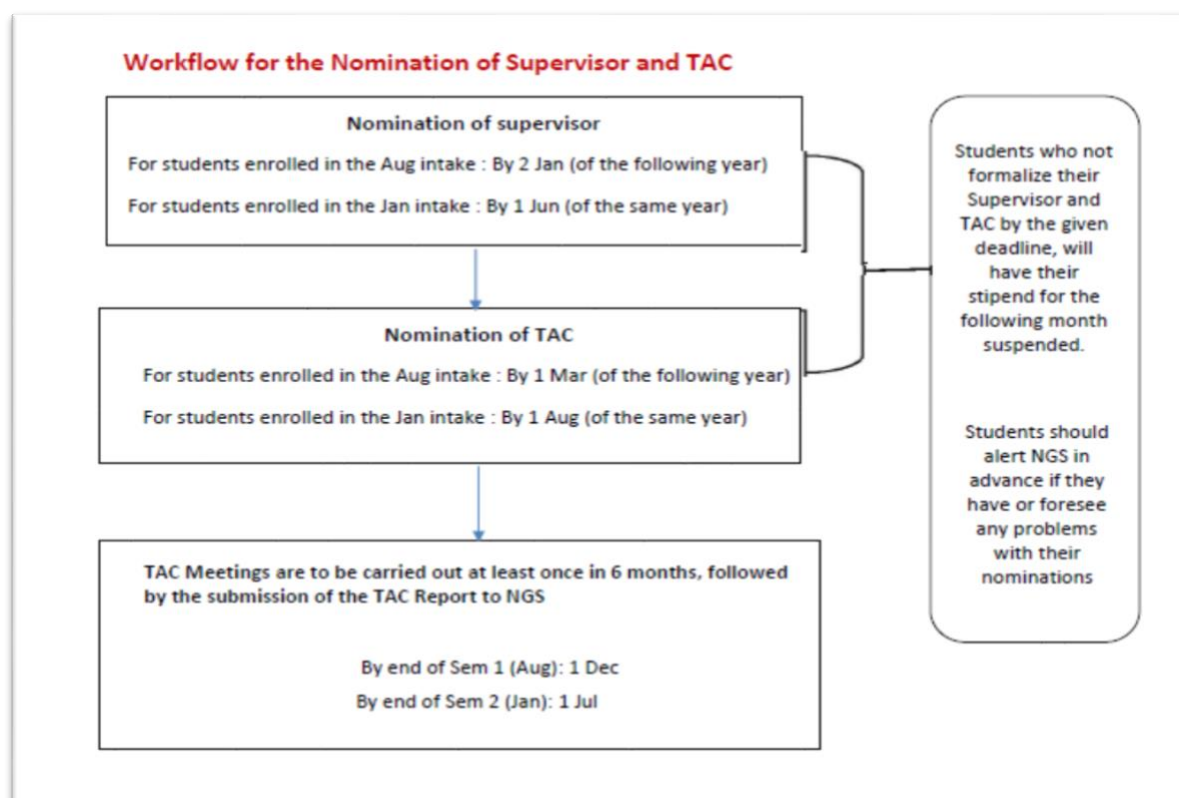 Workflow for the Nomination of Supervisor and TAC
Nomination of supervisor
For students enrolled in the Aug intake : By 2 Jan (of the following year)
For students enrolled in the Jan intake : By 1 Jun (of the same year)
Nomination of TAC
For students enrolled in the Aug intake : By 1 Mar (of the following year)
For students enrolled in the Jan intake : By 1 Aug (of the same year)
TAC Meetings are to be carried out at least once in 6 months, followed
by the submission of the TAC Report to NGS
By end of Sem 1 (Aug): 1 Dec
By end of Sem 2 (Jan): 1 Jul
Students who not
formalize their
Supervisor and
TAC by the given
deadline, will
have their
stipend for the
following month
suspended.
Students should
alert NGS in
advance if they
have or foresee
any problems
with their
nominations